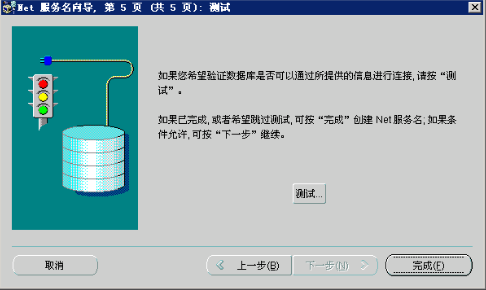 Net 服务名向导, 第 5 页 (共 5 页): 测试
如果您希望验证数据库是否可以通过所提供的信息进行连接, 请按“测
试”。
如果已完成, 或者希望跳过测试, 可按“完成”创建 Net 服务名; 如果条
件允许, 可按“下一步”继续。
测试...
取消
上一步(B)
下一步(N)
完成(F)